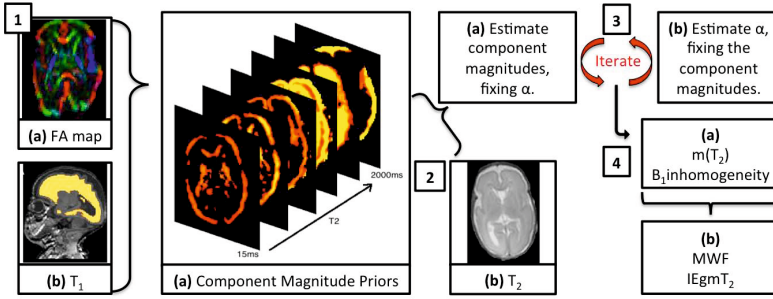 1
(a) FA map
(b) T1
2000ms
T2
15ms
(a) Component Magnitude Priors
2
(b) T2
(a) Estimate
component
magnitudes,
fixing α.
3
Iterate
(b) Estimate α,
fixing the
component
magnitudes.
4
(a)
m(T2)
B1inhomogeneity
(b)
MWF
IEgmT2